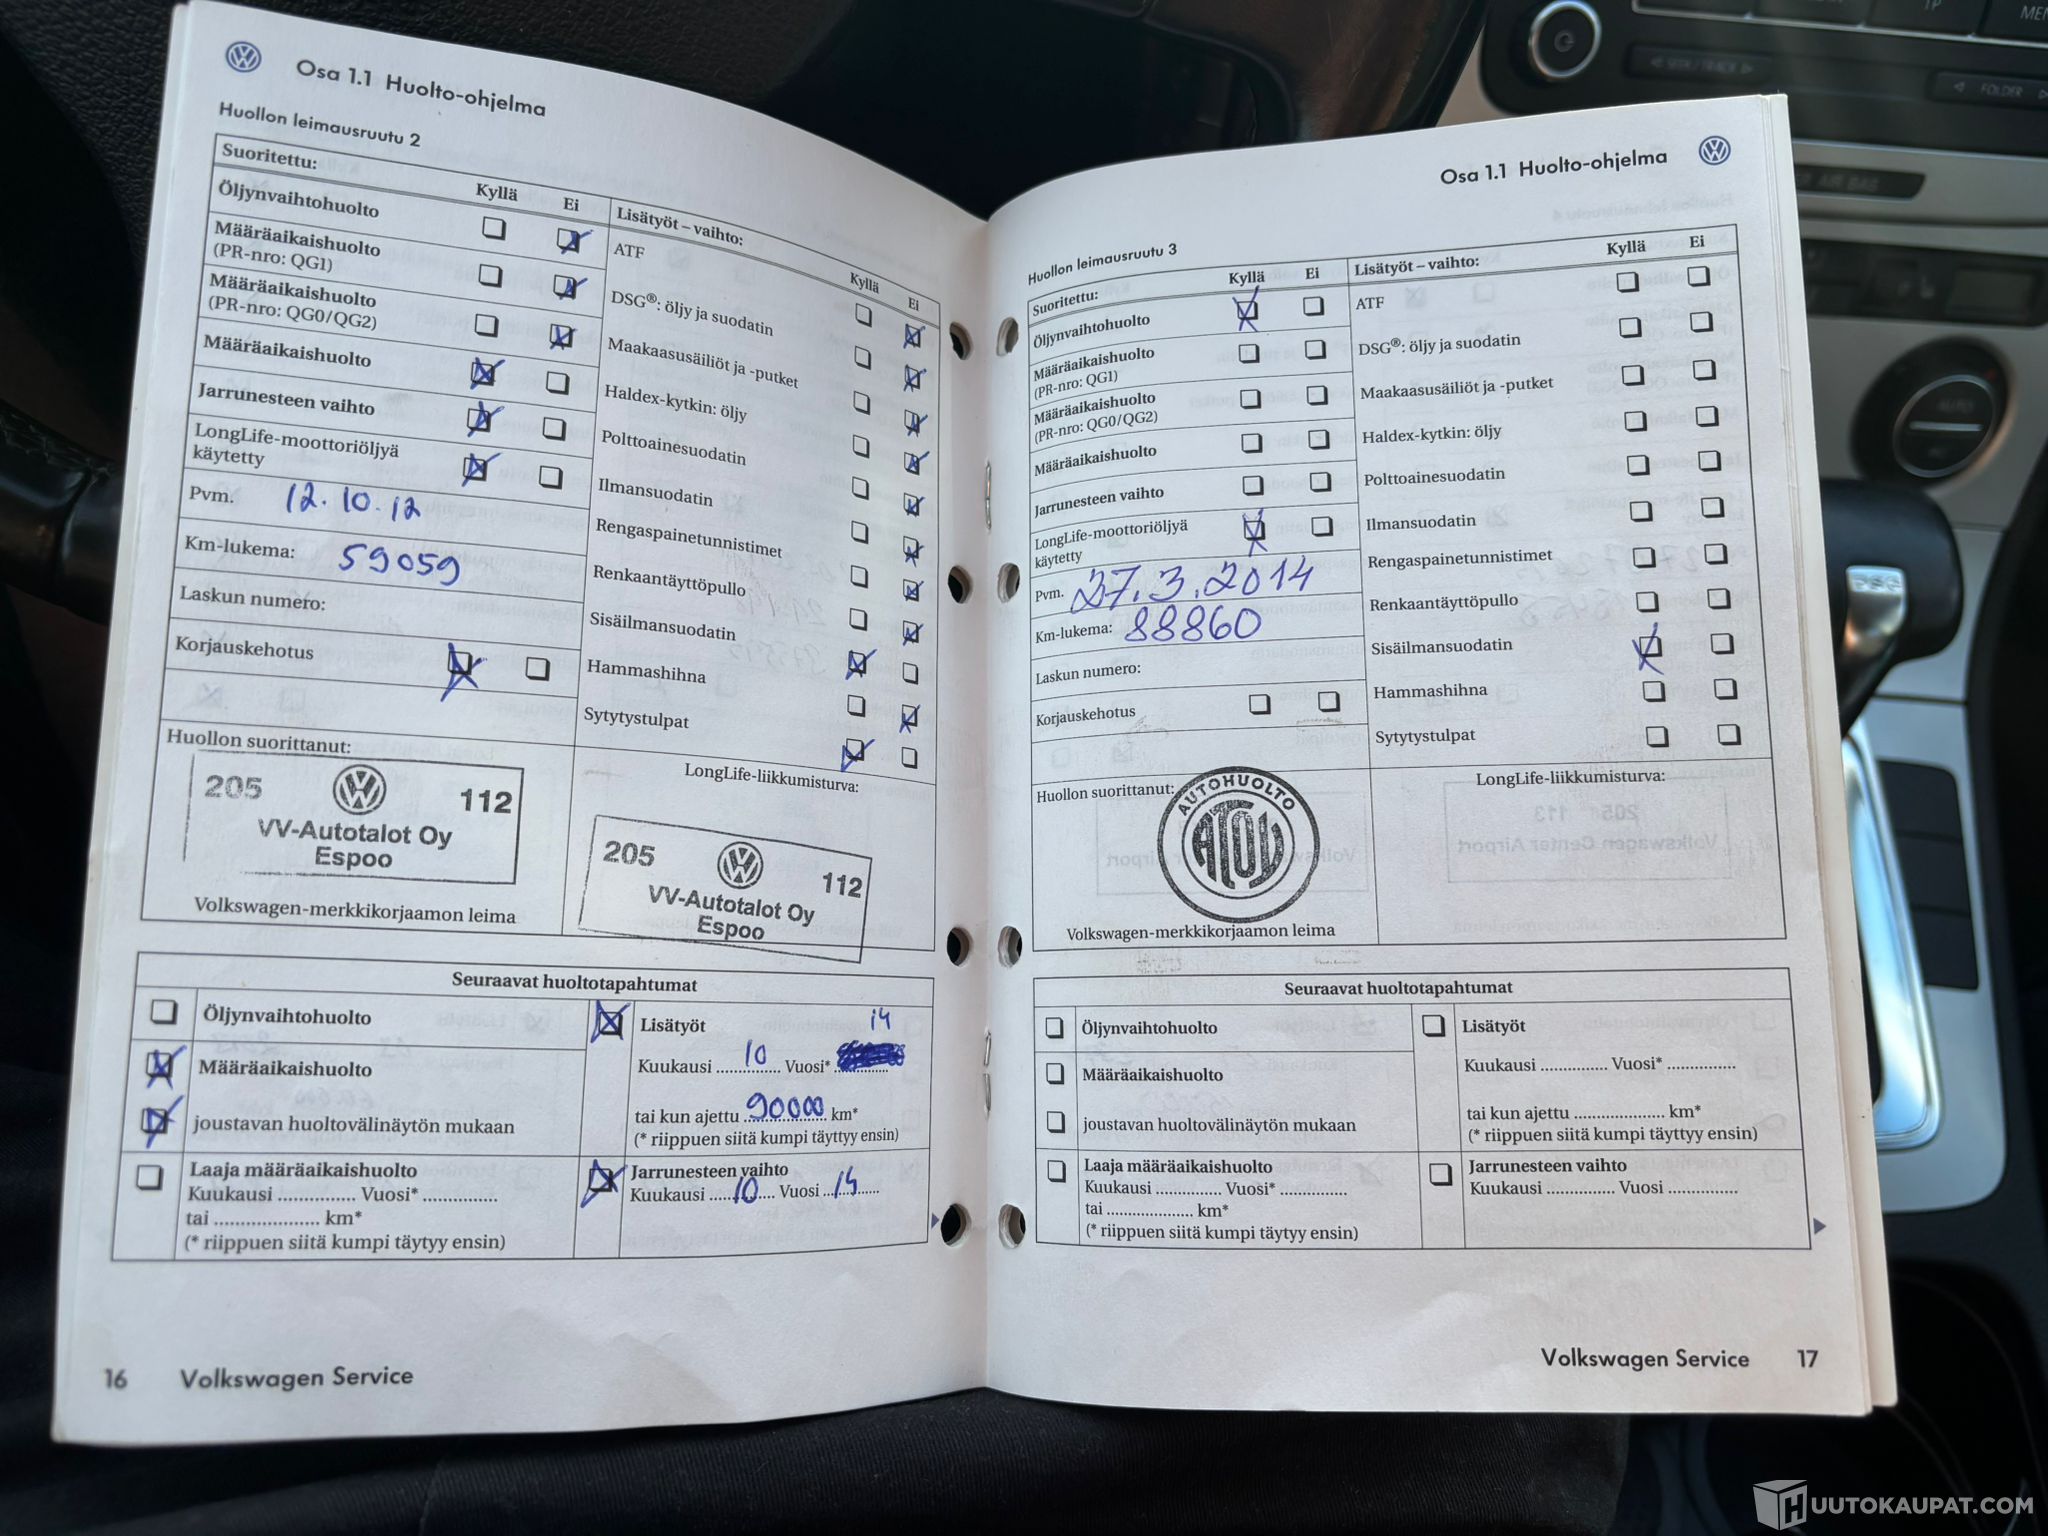 Osa 1.1 Huolto-ohjelma
Huollon leimausruutu 2
Suoritettu:
Kyllä Ei
Öljynvaihtohuolto
Määräaikaishuolto
(PR-nro: QG1)
Määräaikaishuolto
(PR-nro: QG0/QG2)
Määräaikaishuolto
Jarrunesteen vaihto
LongLife-moottoriöljyä
käytetty
Pvm. 12.10.12
Km-lukema: 59059
Laskun numero:
Korjauskehotus
Lisätyöt – vaihto:
Kyllä Ei
ATF
DSG®: öljy ja suodatin
Maakaasusäiliöt ja -putket
Haldex-kytkin: öljy
Polttoainesuodatin
Ilmansuodatin
Rengaspainetunnistimet
Renkaantäyttöpullo
Sisäilmansuodatin
Hammashihna
Sytytystulpat
Huollon suorittanut:
205 112
VV-Autotalot Oy
Espoo
Volkswagen-merkkikorjaamon leima
LongLife-liikkumisturva:
205 112
VV-Autotalot Oy
Espoo
Seuraavat huoltotapahtumat
Öljynvaihtohuolto
Määräaikaishuolto
joustavan huoltovälinäytön mukaan
Laaja määräaikaishuolto
Kuukausi ............... Vuosi* ..............
tai .................... km*
(* riippuen siitä kumpi täytyy ensin)
Lisätyöt 14
Kuukausi 10 Vuosi*
tai kun ajettu 90000 km*
(* riippuen siitä kumpi täytyy ensin)
Jarrunesteen vaihto
Kuukausi 10 Vuosi 14
16 Volkswagen Service
Osa 1.1 Huolto-ohjelma
Huollon leimausruutu 3
Suoritettu:
Kyllä Ei
Öljynvaihtohuolto
Määräaikaishuolto
(PR-nro: QG1)
Määräaikaishuolto
(PR-nro: QG0/QG2)
Määräaikaishuolto
Jarrunesteen vaihto
LongLife-moottoriöljyä
käytetty
Pvm. 27.3.2014
Km-lukema: 88860
Laskun numero:
Korjauskehotus
Lisätyöt – vaihto:
Kyllä Ei
ATF
DSG®: öljy ja suodatin
Maakaasusäiliöt ja -putket
Haldex-kytkin: öljy
Polttoainesuodatin
Ilmansuodatin
Rengaspainetunnistimet
Renkaantäyttöpullo
Sisäilmansuodatin
Hammashihna
Sytytystulpat
Huollon suorittanut:
AUTOHUOLTO
ATOY
Volkswagen-merkkikorjaamon leima
LongLife-liikkumisturva:
Seuraavat huoltotapahtumat
Öljynvaihtohuolto
Määräaikaishuolto
joustavan huoltovälinäytön mukaan
Laaja määräaikaishuolto
Kuukausi .............. Vuosi* ..............
tai .................. km*
(* riippuen siitä kumpi täytyy ensin)
Lisätyöt
Kuukausi .............. Vuosi* ..............
tai kun ajettu ................... km*
(* riippuen siitä kumpi täytyy ensin)
Jarrunesteen vaihto
Kuukausi .............. Vuosi ..............
Volkswagen Service 17
TP
FOLDER
AIR BAG
AUTO
DSG
HUUTOKAUPAT.COM